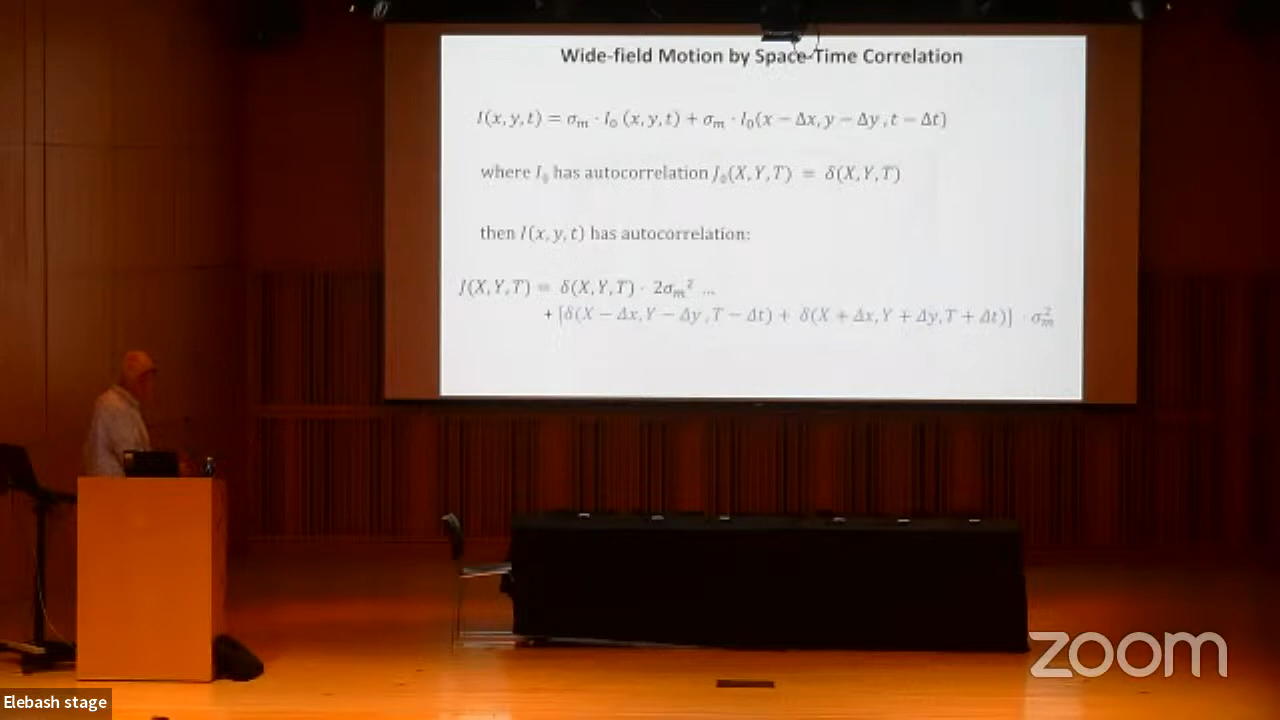 Wide-field Motion by Space-Time Correlation
I(x, y, t) = σₘ · I₀ (x, y, t) + σₘ · I₀(x − Δx, y − Δy , t − Δt)
where I₀ has autocorrelation J₀(X, Y, T) = δ(X, Y, T)
then I(x, y, t) has autocorrelation:
J(X, Y, T) = δ(X, Y, T) · 2σₘ² ...
+ [δ(X − Δx, Y − Δy , T − Δt) + δ(X + Δx, Y + Δy, T + Δt)] · σₘ²
zoom
Elebash stage